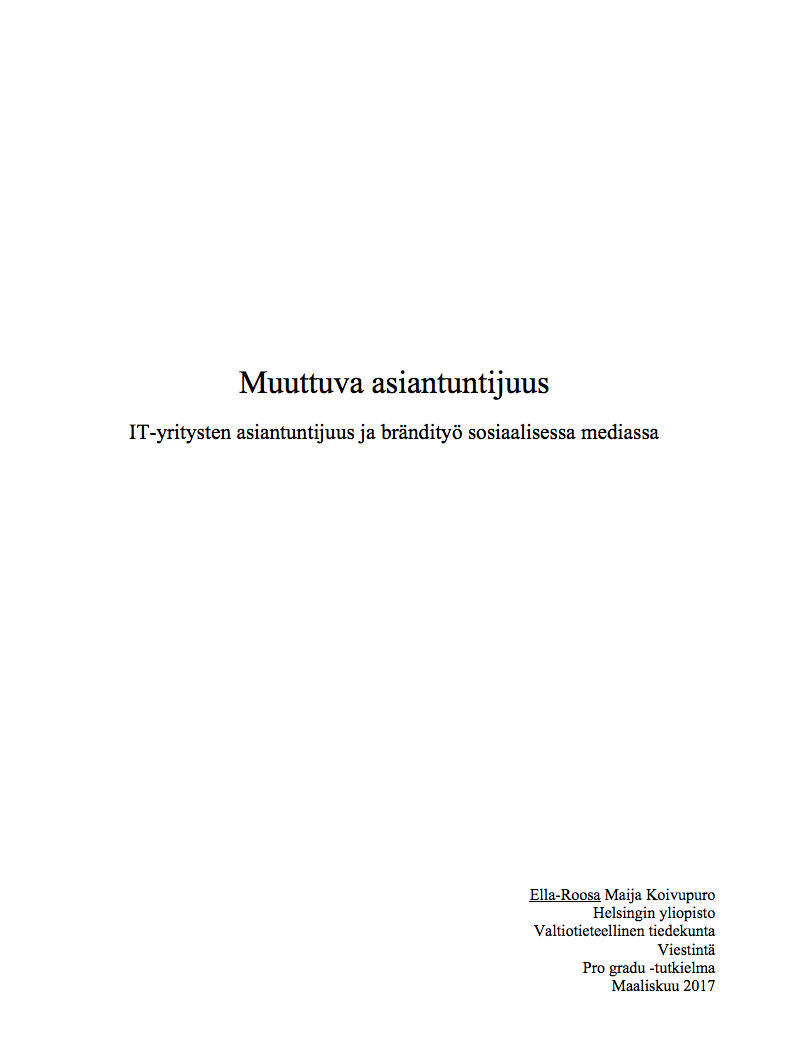 Muuttuva asiantuntijuus
IT-yritysten asiantuntijuus ja brändityö sosiaalisessa mediassa
Ella-Roosa Maija Koivupuro
Helsingin yliopisto
Valtiotieteellinen tiedekunta
Viestintä
Pro gradu -tutkielma
Maaliskuu 2017